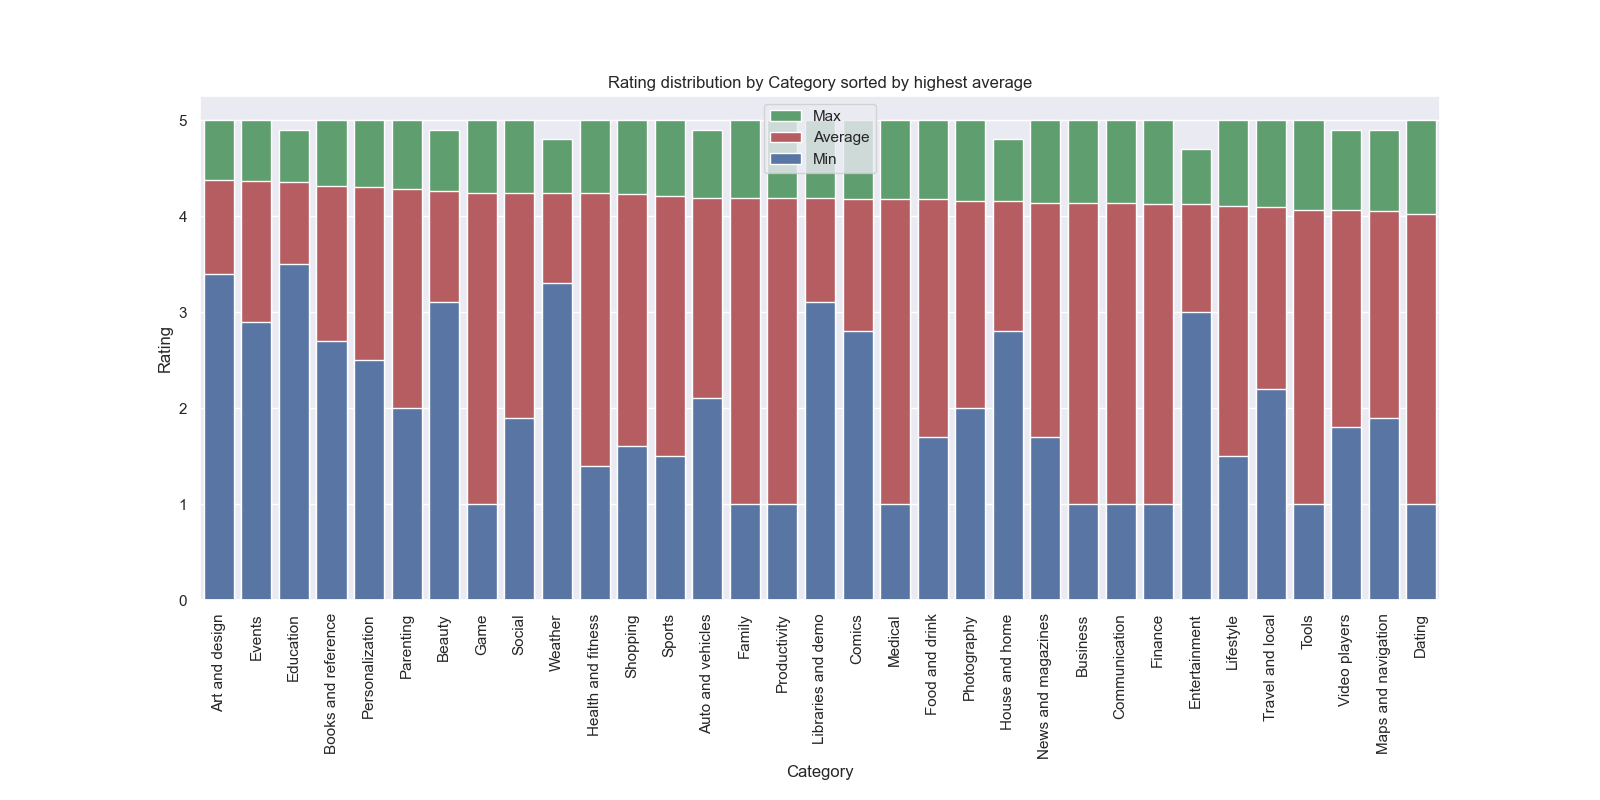 Rating distribution by Category sorted by highest average
Max
Average
Min
5
4
3
2
1
0
Rating
Art and design
Events
Education
Books and reference
Personalization
Parenting
Beauty
Game
Social
Weather
Health and fitness
Shopping
Sports
Auto and vehicles
Family
Productivity
Libraries and demo
Comics
Medical
Food and drink
Photography
House and home
News and magazines
Business
Communication
Finance
Entertainment
Lifestyle
Travel and local
Tools
Video players
Maps and navigation
Dating
Category